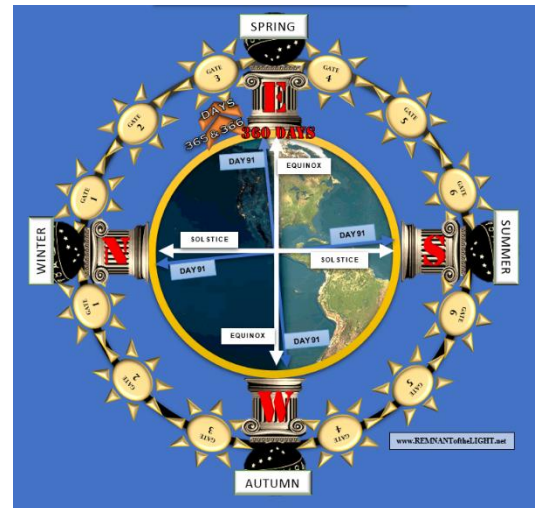 SPRING
GATE
3
GATE
4
E
DAYS
365 & 366
360 DAYS
GATE
2
GATE
5
DAY 91
EQUINOX
GATE
1
GATE
6
WINTER
N
SOLSTICE
DAY 91
S
SUMMER
DAY 91
SOLSTICE
GATE
1
GATE
6
EQUINOX
DAY 91
GATE
2
GATE
5
W
GATE
3
GATE
4
www.REMNANToftheLIGHT.net
AUTUMN